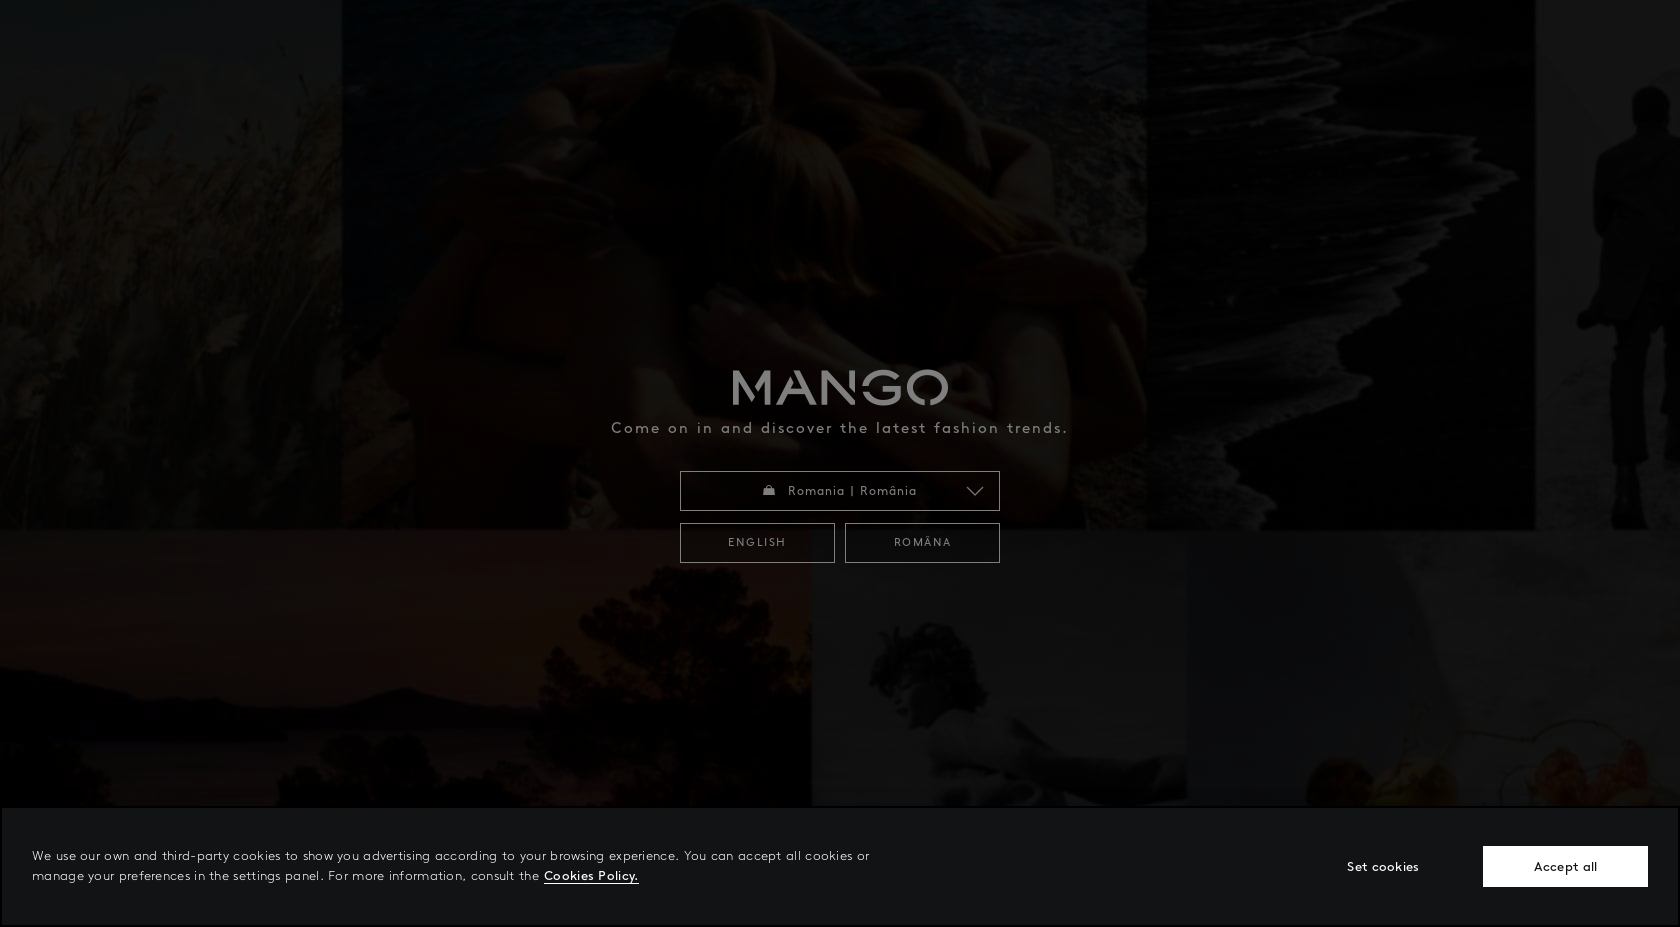 MANGO
Come on in and discover the latest fashion trends.
Romania | România
ENGLISH
ROMÂNA
We use our own and third-party cookies to show you advertising according to your browsing experience. You can accept all cookies or
manage your preferences in the settings panel. For more information, consult the Cookies Policy.
Set cookies
Accept all